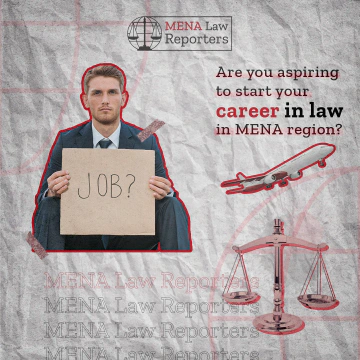 MENA Law
Reporters
Are you aspiring
to start your
career in law
in MENA region?
JOB?
MENA Law Reporters
MENA Law Reporters
MENA Law Reporters
MENA Law Reporters